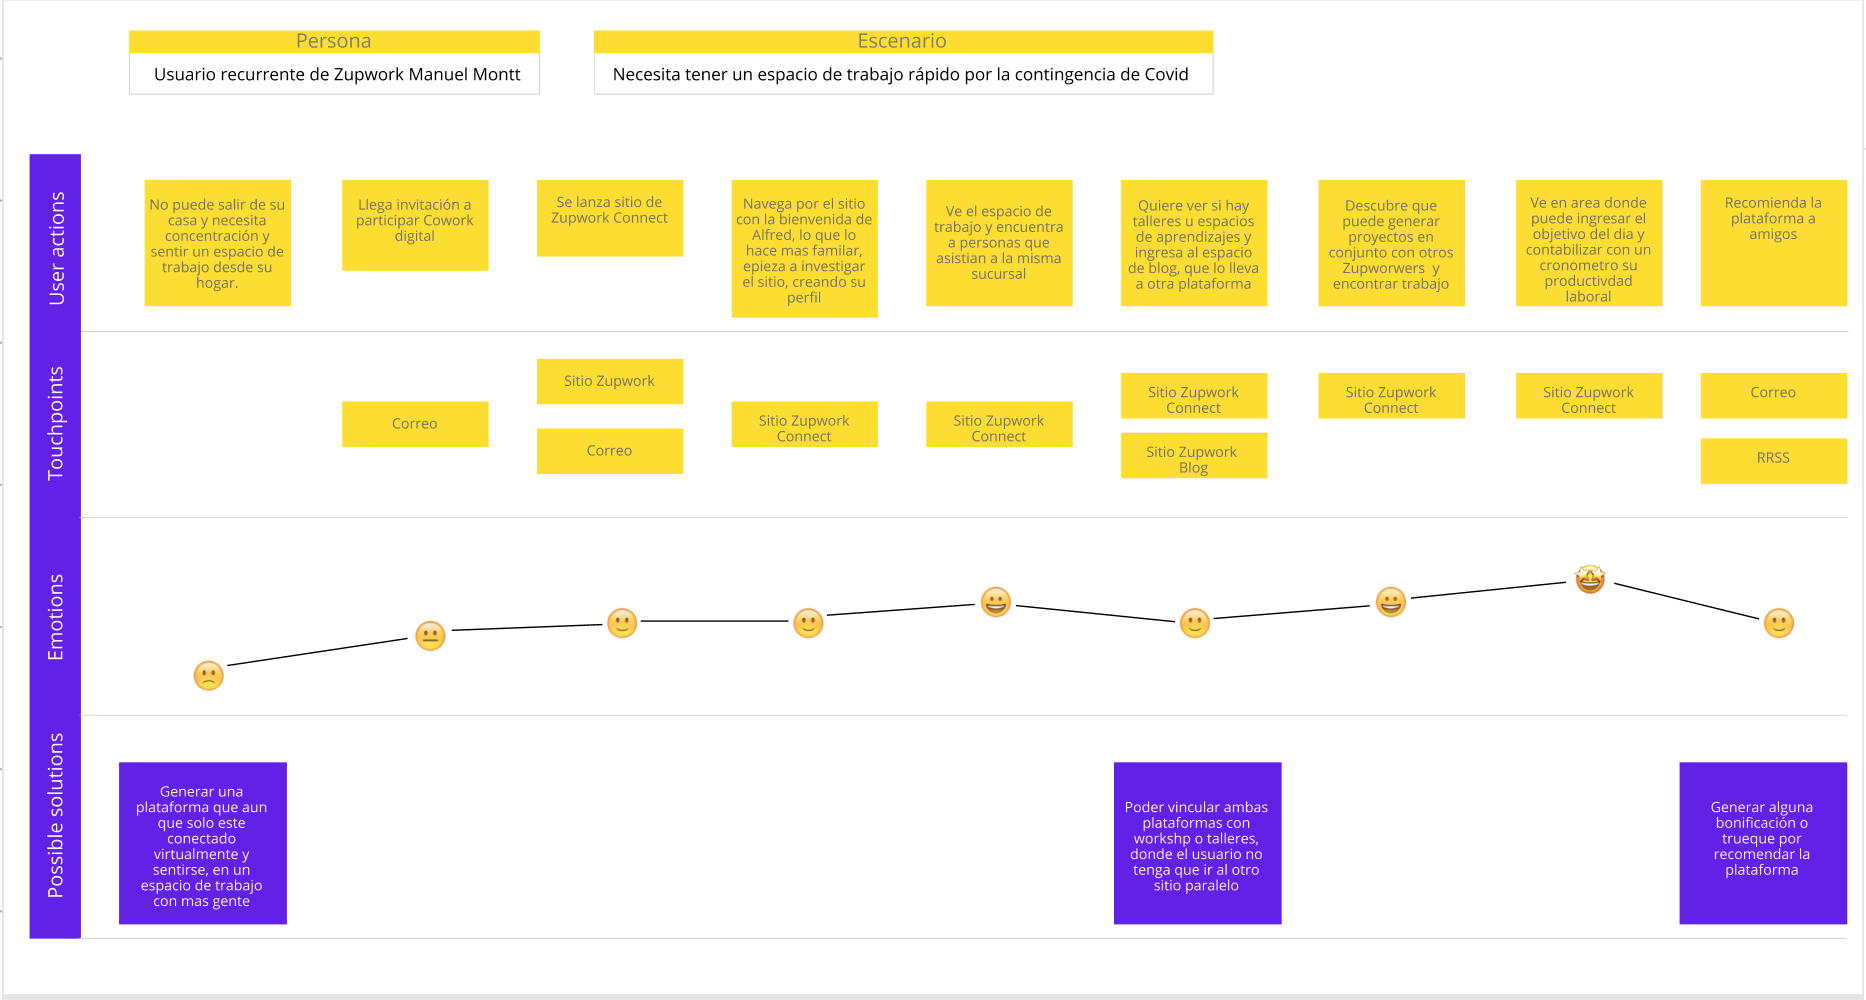 Persona
Usuario recurrente de Zupwork Manuel Montt
Escenario
Necesita tener un espacio de trabajo rápido por la contingencia de Covid
User actions
No puede salir de su
casa y necesita
concentración y
sentir un espacio de
trabajo desde su
hogar.
Llega invitación a
participar Cowork
digital
Se lanza sitio de
Zupwork Connect
Navega por el sitio
con la bienvenida de
Alfred, lo que lo
hace mas familar,
epieza a investigar
el sitio, creando su
perfil
Ve el espacio de
trabajo y encuentra
a personas que
asistian a la misma
sucursal
Quiere ver si hay
talleres u espacios
de aprendizajes y
ingresa al espacio
de blog, que lo lleva
a otra plataforma
Descubre que
puede generar
proyectos en
conjunto con otros
Zupworwers y
encontrar trabajo
Ve en area donde
puede ingresar el
objetivo del dia y
contabilizar con un
cronometro su
productivdad
laboral
Recomienda la
plataforma a
amigos
Touchpoints
Correo
Sitio Zupwork
Correo
Sitio Zupwork
Connect
Sitio Zupwork
Connect
Sitio Zupwork
Connect
Sitio Zupwork
Blog
Sitio Zupwork
Connect
Sitio Zupwork
Connect
Correo
RRSS
Emotions
Possible solutions
Generar una
plataforma que aun
que solo este
conectado
virtualmente y
sentirse, en un
espacio de trabajo
con mas gente
Poder vincular ambas
plataformas con
workshp o talleres,
donde el usuario no
tenga que ir al otro
sitio paralelo
Generar alguna
bonificación o
trueque por
recomendar la
plataforma